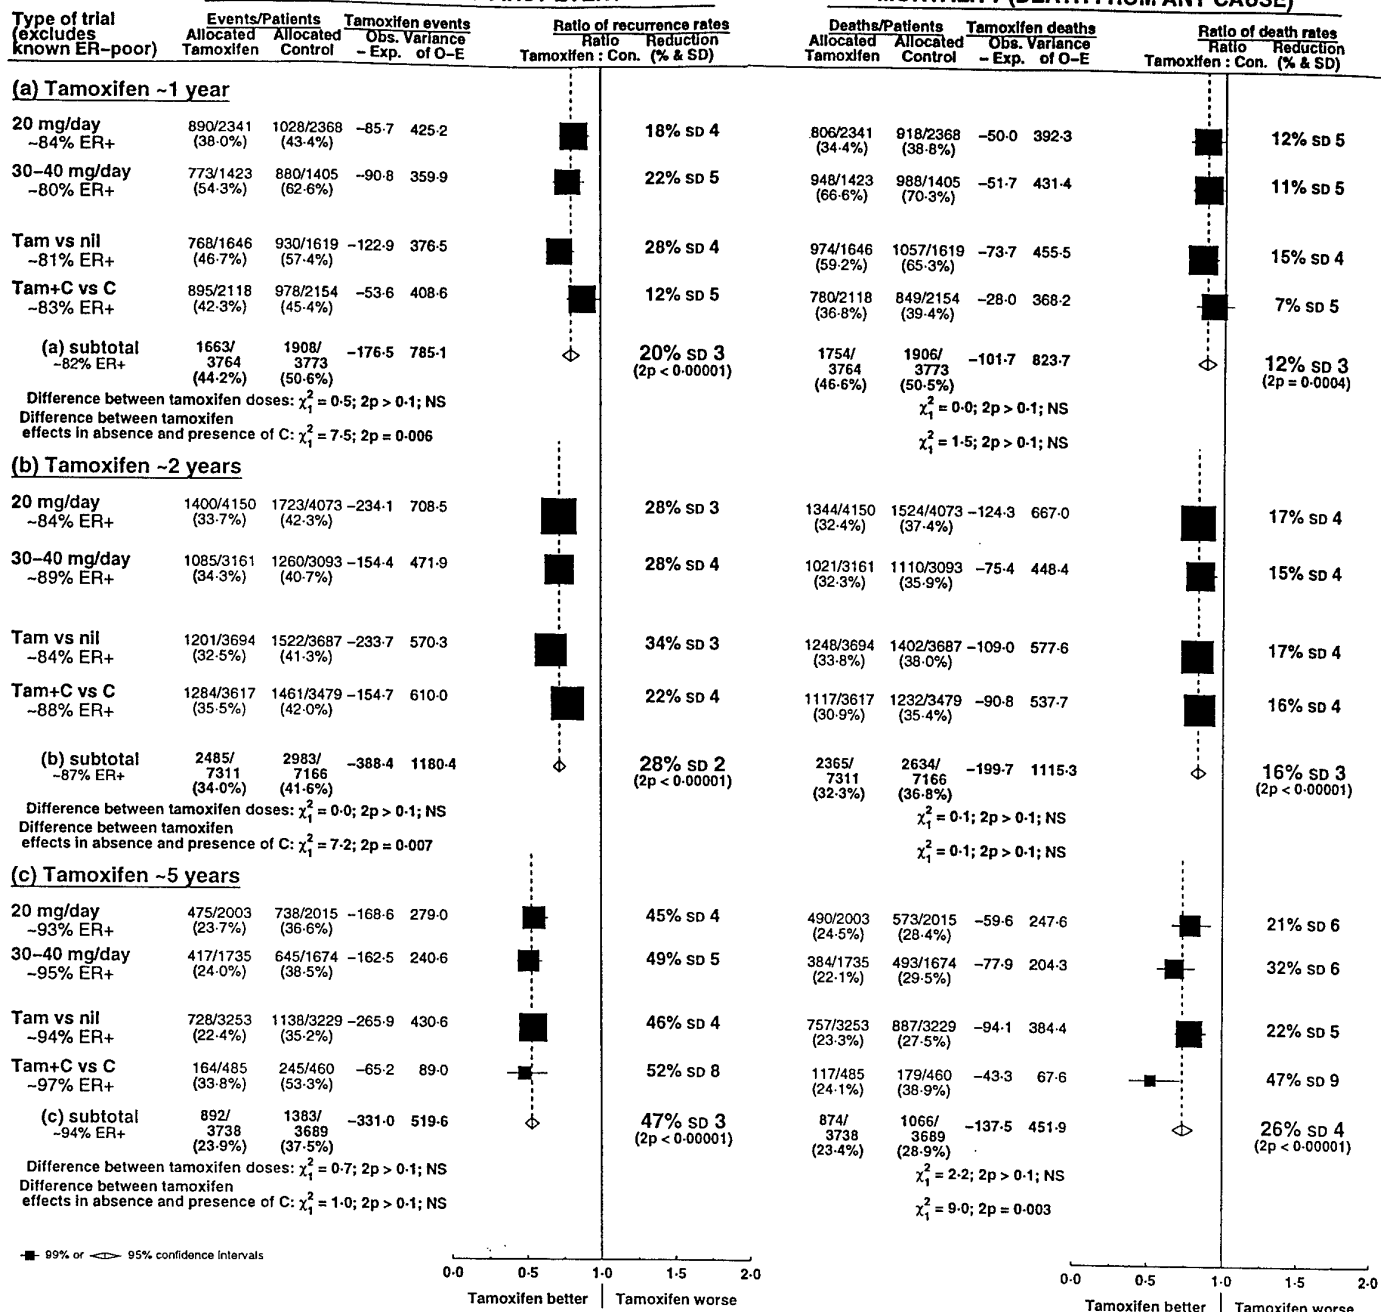 MORTALITY (DEATH FROM ANY CAUSE)
Type of trial (excludes known ER–poor) Events/Patients Allocated Tamoxifen Allocated Control Tamoxifen events Obs. – Exp. Variance of O–E Ratio of recurrence rates Ratio Tamoxifen : Con. Reduction (% & SD) Deaths/Patients Allocated Tamoxifen Allocated Control Tamoxifen deaths Obs. – Exp. Variance of O–E Ratio of death rates Ratio Tamoxifen : Con. Reduction (% & SD)
(a) Tamoxifen ~1 year
20 mg/day 890/2341 1028/2368 –85·7 425·2 18% SD 4 806/2341 918/2368 –50·0 392·3 12% SD 5
~84% ER+ (38·0%) (43·4%) (34·4%) (38·8%)
30–40 mg/day 773/1423 880/1405 –90·8 359·9 22% SD 5 948/1423 988/1405 –51·7 431·4 11% SD 5
~80% ER+ (54·3%) (62·6%) (66·6%) (70·3%)
Tam vs nil 768/1646 930/1619 –122·9 376·5 28% SD 4 974/1646 1057/1619 –73·7 455·5 15% SD 4
~81% ER+ (46·7%) (57·4%) (59·2%) (65·3%)
Tam+C vs C 895/2118 978/2154 –53·6 408·6 12% SD 5 780/2118 849/2154 –28·0 368·2 7% SD 5
~83% ER+ (42·3%) (45·4%) (36·8%) (39·4%)
(a) subtotal 1663/ 1908/ –176·5 785·1 20% SD 3 1754/ 1906/ –101·7 823·7 12% SD 3
~82% ER+ 3764 3773 (2p < 0·00001) 3764 3773 (2p = 0·0004)
(44·2%) (50·6%) (46·6%) (50·5%)
Difference between tamoxifen doses: χ²₁ = 0·5; 2p > 0·1; NS χ²₁ = 0·0; 2p > 0·1; NS
Difference between tamoxifen
effects in absence and presence of C: χ²₁ = 7·5; 2p = 0·006 χ²₁ = 1·5; 2p > 0·1; NS
(b) Tamoxifen ~2 years
20 mg/day 1400/4150 1723/4073 –234·1 708·5 28% SD 3 1344/4150 1524/4073 –124·3 667·0 17% SD 4
~84% ER+ (33·7%) (42·3%) (32·4%) (37·4%)
30–40 mg/day 1085/3161 1260/3093 –154·4 471·9 28% SD 4 1021/3161 1110/3093 –75·4 448·4 15% SD 4
~89% ER+ (34·3%) (40·7%) (32·3%) (35·9%)
Tam vs nil 1201/3694 1522/3687 –233·7 570·3 34% SD 3 1248/3694 1402/3687 –109·0 577·6 17% SD 4
~84% ER+ (32·5%) (41·3%) (33·8%) (38·0%)
Tam+C vs C 1284/3617 1461/3479 –154·7 610·0 22% SD 4 1117/3617 1232/3479 –90·8 537·7 16% SD 4
~88% ER+ (35·5%) (42·0%) (30·9%) (35·4%)
(b) subtotal 2485/ 2983/ –388·4 1180·4 28% SD 2 2365/ 2634/ –199·7 1115·3 16% SD 3
~87% ER+ 7311 7166 (2p < 0·00001) 7311 7166 (2p < 0·00001)
(34·0%) (41·6%) (32·3%) (36·8%)
Difference between tamoxifen doses: χ²₁ = 0·0; 2p > 0·1; NS χ²₁ = 0·1; 2p > 0·1; NS
Difference between tamoxifen
effects in absence and presence of C: χ²₁ = 7·2; 2p = 0·007 χ²₁ = 0·1; 2p > 0·1; NS
(c) Tamoxifen ~5 years
20 mg/day 475/2003 738/2015 –168·6 279·0 45% SD 4 490/2003 573/2015 –59·6 247·6 21% SD 6
~93% ER+ (23·7%) (36·6%) (24·5%) (28·4%)
30–40 mg/day 417/1735 645/1674 –162·5 240·6 49% SD 5 384/1735 493/1674 –77·9 204·3 32% SD 6
~95% ER+ (24·0%) (38·5%) (22·1%) (29·5%)
Tam vs nil 728/3253 1138/3229 –265·9 430·6 46% SD 4 757/3253 887/3229 –94·1 384·4 22% SD 5
~94% ER+ (22·4%) (35·2%) (23·3%) (27·5%)
Tam+C vs C 164/485 245/460 –65·2 89·0 52% SD 8 117/485 179/460 –43·3 67·6 47% SD 9
~97% ER+ (33·8%) (53·3%) (24·1%) (38·9%)
(c) subtotal 892/ 1383/ –331·0 519·6 47% SD 3 874/ 1066/ –137·5 451·9 26% SD 4
~94% ER+ 3738 3689 (2p < 0·00001) 3738 3689 (2p < 0·00001)
(23·9%) (37·5%) (23·4%) (28·9%)
Difference between tamoxifen doses: χ²₁ = 0·7; 2p > 0·1; NS χ²₁ = 2·2; 2p > 0·1; NS
Difference between tamoxifen
effects in absence and presence of C: χ²₁ = 1·0; 2p > 0·1; NS χ²₁ = 9·0; 2p = 0·003
99% or 95% confidence intervals
0·0 0·5 1·0 1·5 2·0 0·0 0·5 1·0 1·5 2·0
Tamoxifen better Tamoxifen worse Tamoxifen better Tamoxifen worse